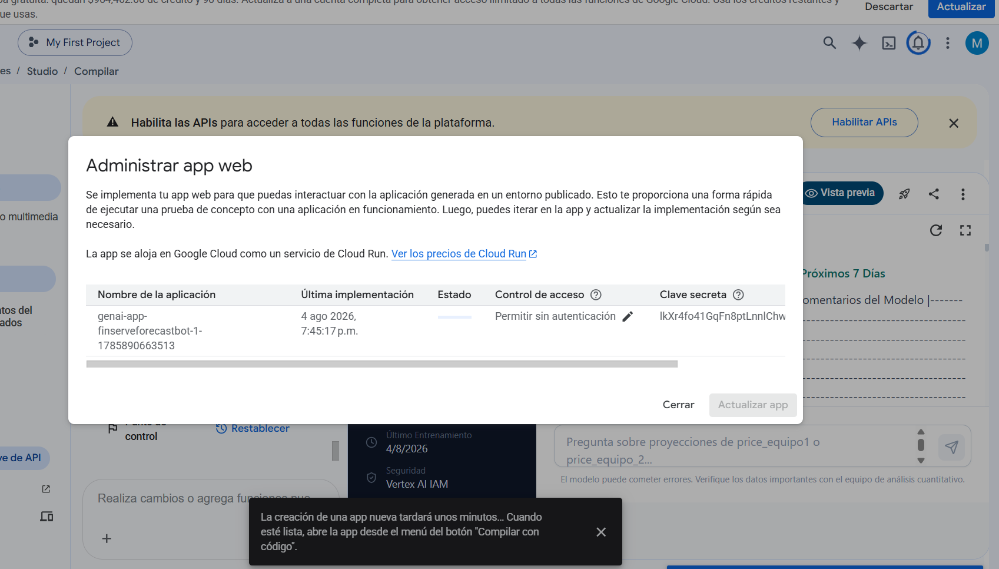 quedan $904,402.00 de crédito y 90 días. Actualiza a una cuenta completa para obtener acceso ilimitado a todas las funciones de Google Cloud. Usa los créditos restantes y
ue usas.
Descartar
Actualizar
My First Project
M
es / Studio / Compilar
Habilita las APIs para acceder a todas las funciones de la plataforma.
Habilitar APIs
Administrar app web
Se implementa tu app web para que puedas interactuar con la aplicación generada en un entorno publicado. Esto te proporciona una forma rápida
de ejecutar una prueba de concepto con una aplicación en funcionamiento. Luego, puedes iterar en la app y actualizar la implementación según sea
necesario.
La app se aloja en Google Cloud como un servicio de Cloud Run. Ver los precios de Cloud Run
Nombre de la aplicación
Última implementación
Estado
Control de acceso
Clave secreta
genai-app-
finserveforecastbot-1-
1785890663513
4 ago 2026,
7:45:17 p.m.
Permitir sin autenticación
lkXr4fo41GqFn8ptLnnlChw
Cerrar
Actualizar app
o multimedia
tos del
ados
ve de API
Vista previa
Próximos 7 Días
omentarios del Modelo |-------
control
Restablecer
Último Entrenamiento
4/8/2026
Seguridad
Vertex AI IAM
Pregunta sobre proyecciones de price_equipo1 o
price_equipo_2...
El modelo puede cometer errores. Verifique los datos importantes con el equipo de análisis cuantitativo.
Realiza cambios o agrega
La creación de una app nueva tardará unos minutos... Cuando
esté lista, abre la app desde el menú del botón "Compilar con
código".